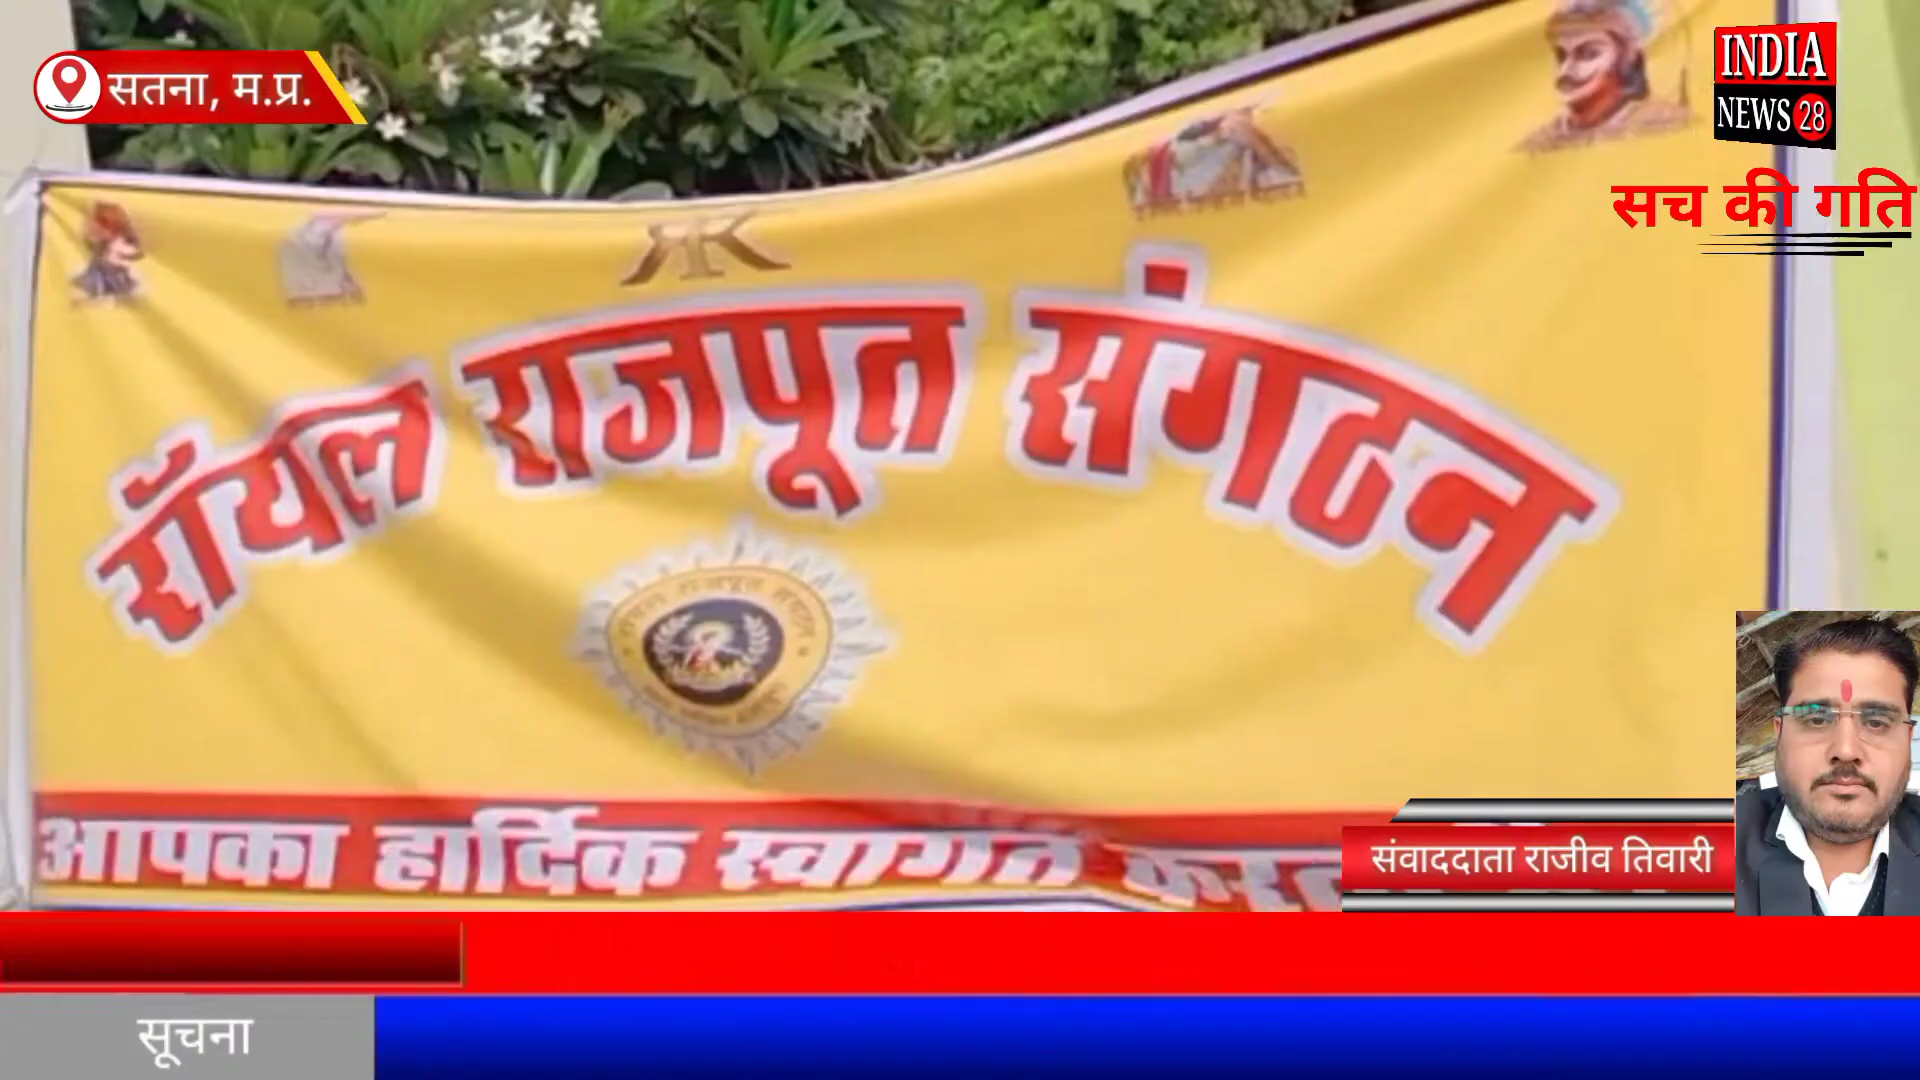 सतना, म.प्र.
INDIA
NEWS 28
सच की गति
रॉयल राजपूत संगठन
आपका हार्दिक स्वागत
संवाददाता राजीव तिवारी
सूचना